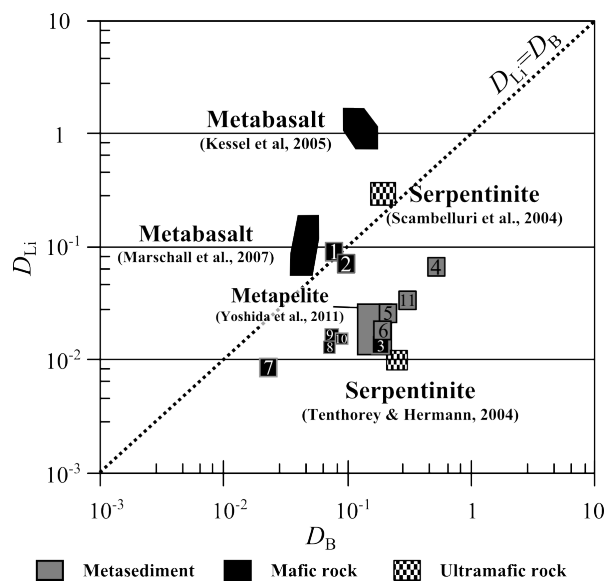 10
D_Li=D_B
Metabasalt
(Kessel et al, 2005)
1
Serpentinite
(Scambelluri et al., 2004)
Metabasalt
(Marschall et al., 2007)
1
2
4
10^-1
D_Li
Metapelite
(Yoshida et al., 2011)
11
5
6
9
10
3
8
10^-2
7
Serpentinite
(Tenthorey & Hermann, 2004)
10^-3
10^-3
10^-2
10^-1
1
10
D_B
Metasediment
Mafic rock
Ultramafic rock